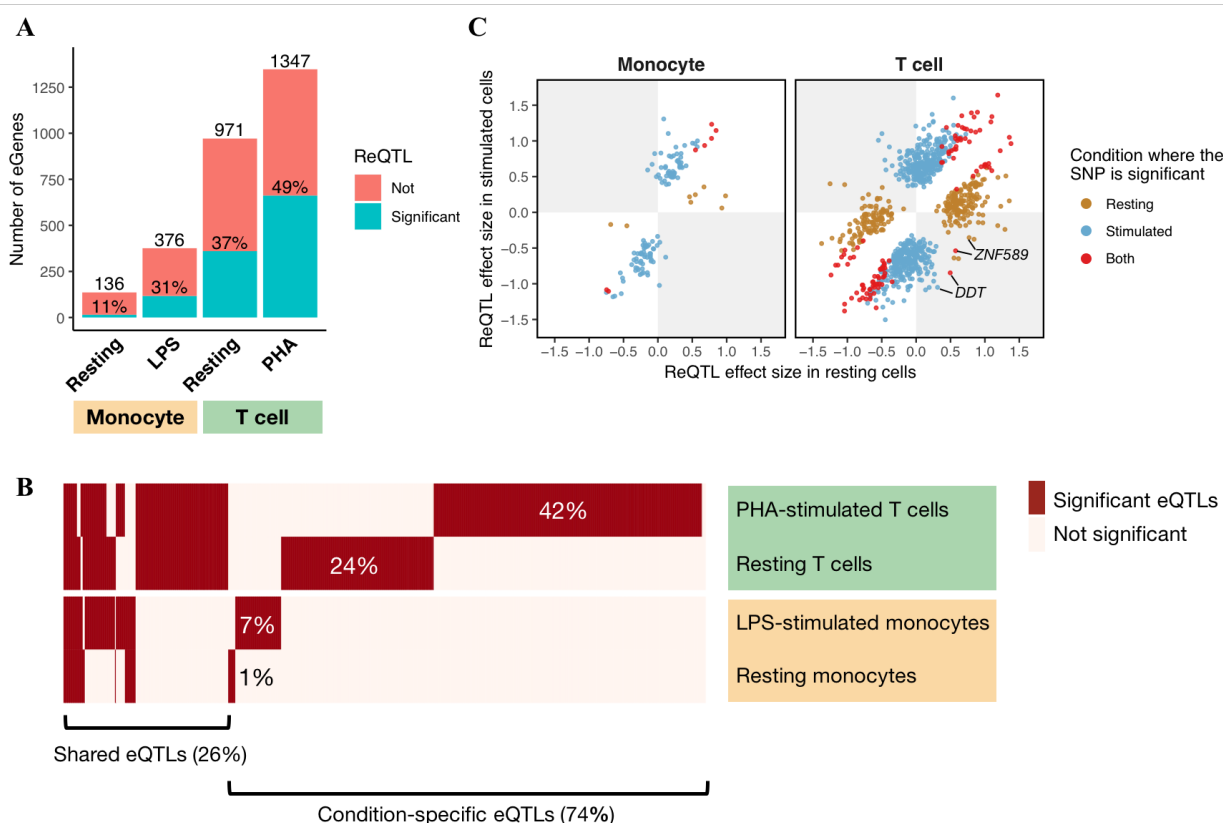 A
Number of eGenes
1250
1000
750
500
250
0
136
11%
376
31%
971
37%
1347
49%
Resting
LPS
Resting
PHA
Monocyte
T cell
ReQTL
Not
Significant
C
Monocyte
T cell
ReQTL effect size in stimulated cells
1.5
1.0
0.5
0.0
−0.5
−1.0
−1.5
ZNF589
DDT
−1.5 −1.0 −0.5 0.0 0.5 1.0 1.5
−1.5 −1.0 −0.5 0.0 0.5 1.0 1.5
ReQTL effect size in resting cells
Condition where the
SNP is significant
Resting
Stimulated
Both
B
42%
24%
7%
1%
PHA-stimulated T cells
Resting T cells
LPS-stimulated monocytes
Resting monocytes
Significant eQTLs
Not significant
Shared eQTLs (26%)
Condition-specific eQTLs (74%)